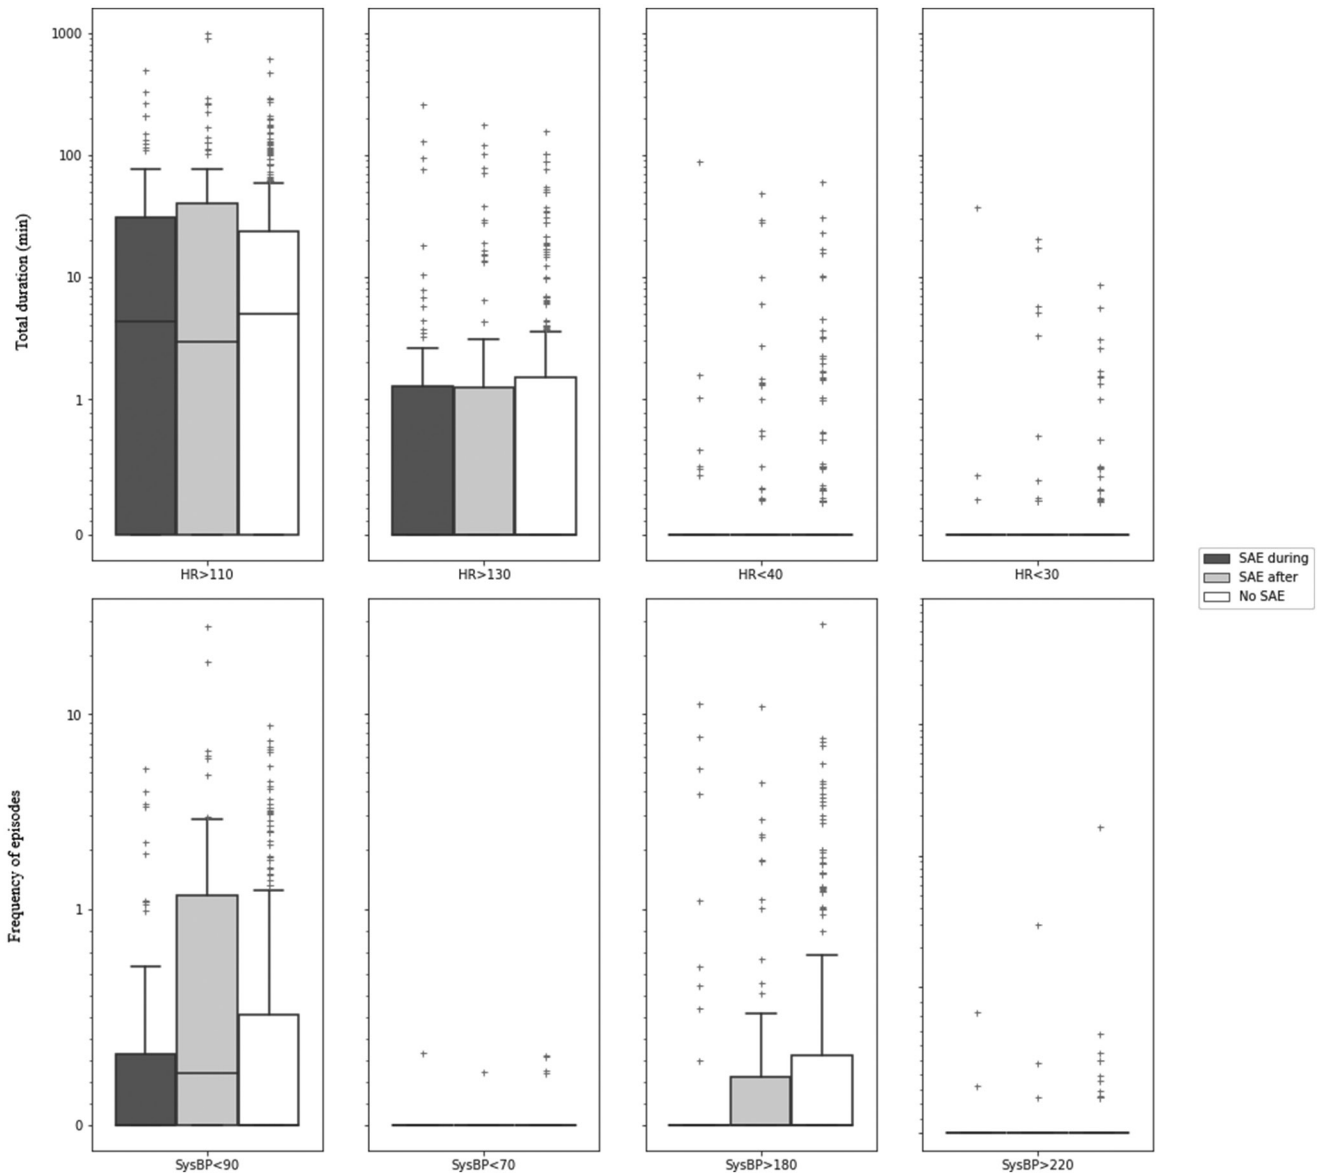 Total duration (min)
1000
100
10
1
0
HR>110
HR>130
HR<40
HR<30
SAE during
SAE after
No SAE
Frequency of episodes
10
1
0
SysBP<90
SysBP<70
SysBP>180
SysBP>220